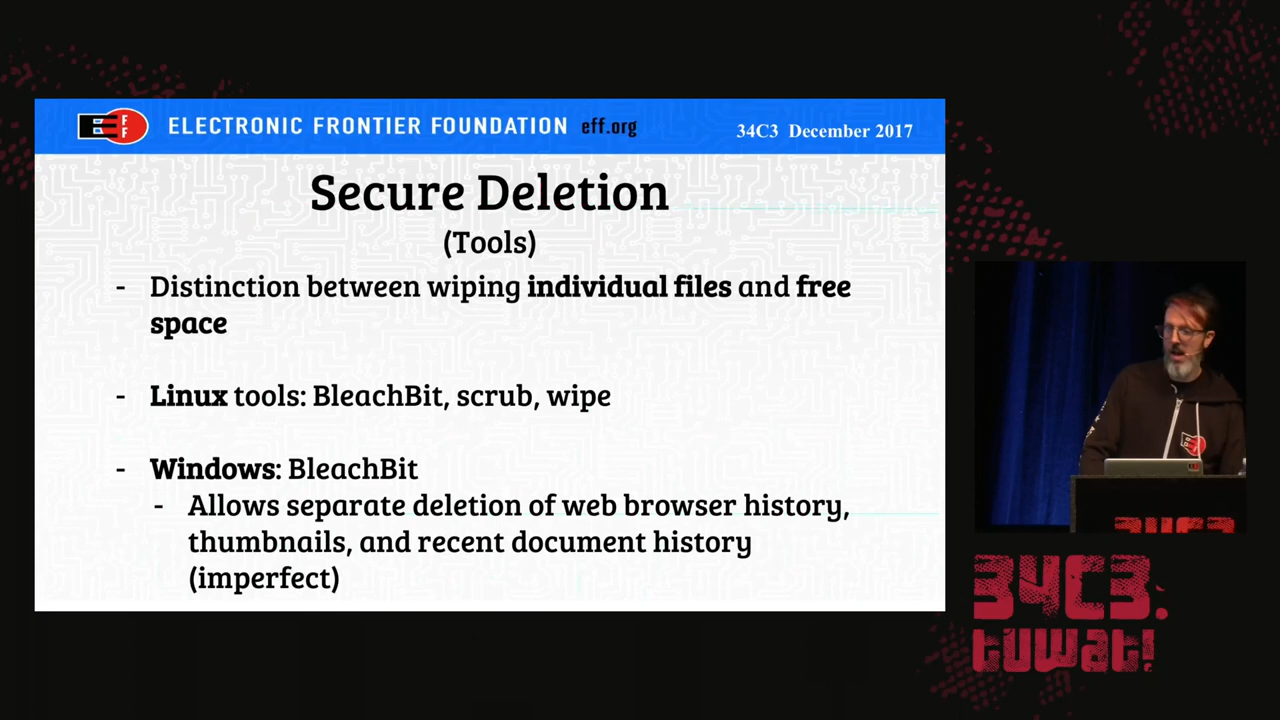 E F F ELECTRONIC FRONTIER FOUNDATION eff.org
34C3 December 2017
Secure Deletion
(Tools)
- Distinction between wiping individual files and free
space
- Linux tools: BleachBit, scrub, wipe
- Windows: BleachBit
- Allows separate deletion of web browser history,
thumbnails, and recent document history
(imperfect)
34C3
34C3.
tuwat!